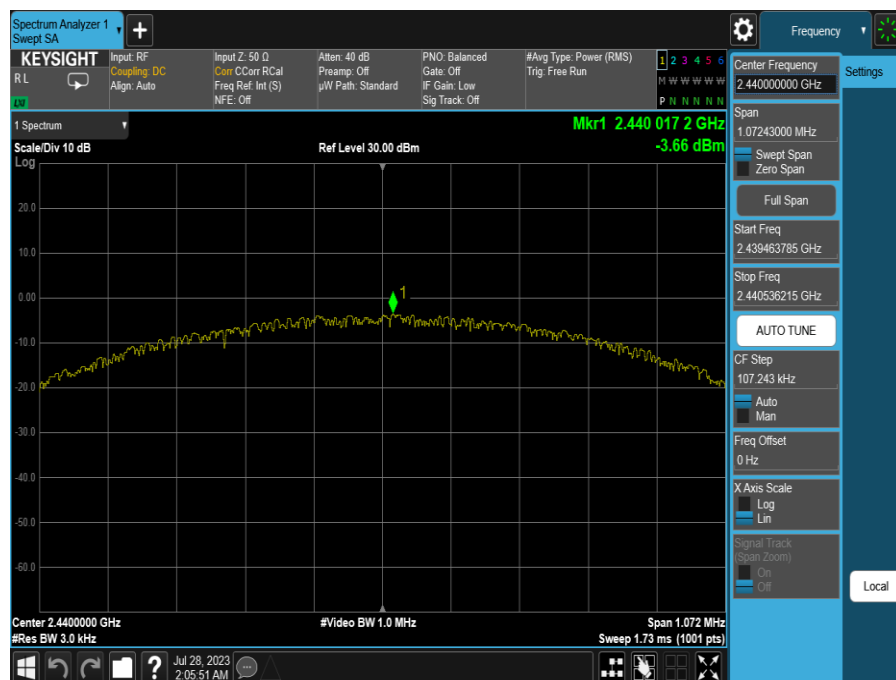 Spectrum Analyzer 1
Swept SA
Frequency
KEYSIGHT
R L
Input: RF
Coupling: DC
Align: Auto
Input Z: 50 Ω
Corr CCorr RCal
Freq Ref: Int (S)
NFE: Off
Atten: 40 dB
Preamp: Off
µW Path: Standard
PNO: Balanced
Gate: Off
IF Gain: Low
Sig Track: Off
#Avg Type: Power (RMS)
Trig: Free Run
1 2 3 4 5 6
M W W W W W
P N N N N N
1 Spectrum
Mkr1 2.440 017 2 GHz
Scale/Div 10 dB
Ref Level 30.00 dBm
-3.66 dBm
Log
20.0
10.0
0.00
-10.0
-20.0
-30.0
-40.0
-50.0
-60.0
1
Center 2.4400000 GHz
#Video BW 1.0 MHz
Span 1.072 MHz
#Res BW 3.0 kHz
Sweep 1.73 ms (1001 pts)
Jul 28, 2023
2:05:51 AM
Center Frequency
2.440000000 GHz
Settings
Span
1.07243000 MHz
Swept Span
Zero Span
Full Span
Start Freq
2.439463785 GHz
Stop Freq
2.440536215 GHz
AUTO TUNE
CF Step
107.243 kHz
Auto
Man
Freq Offset
0 Hz
X Axis Scale
Log
Lin
Signal Track
(Span Zoom)
On
Off
Local